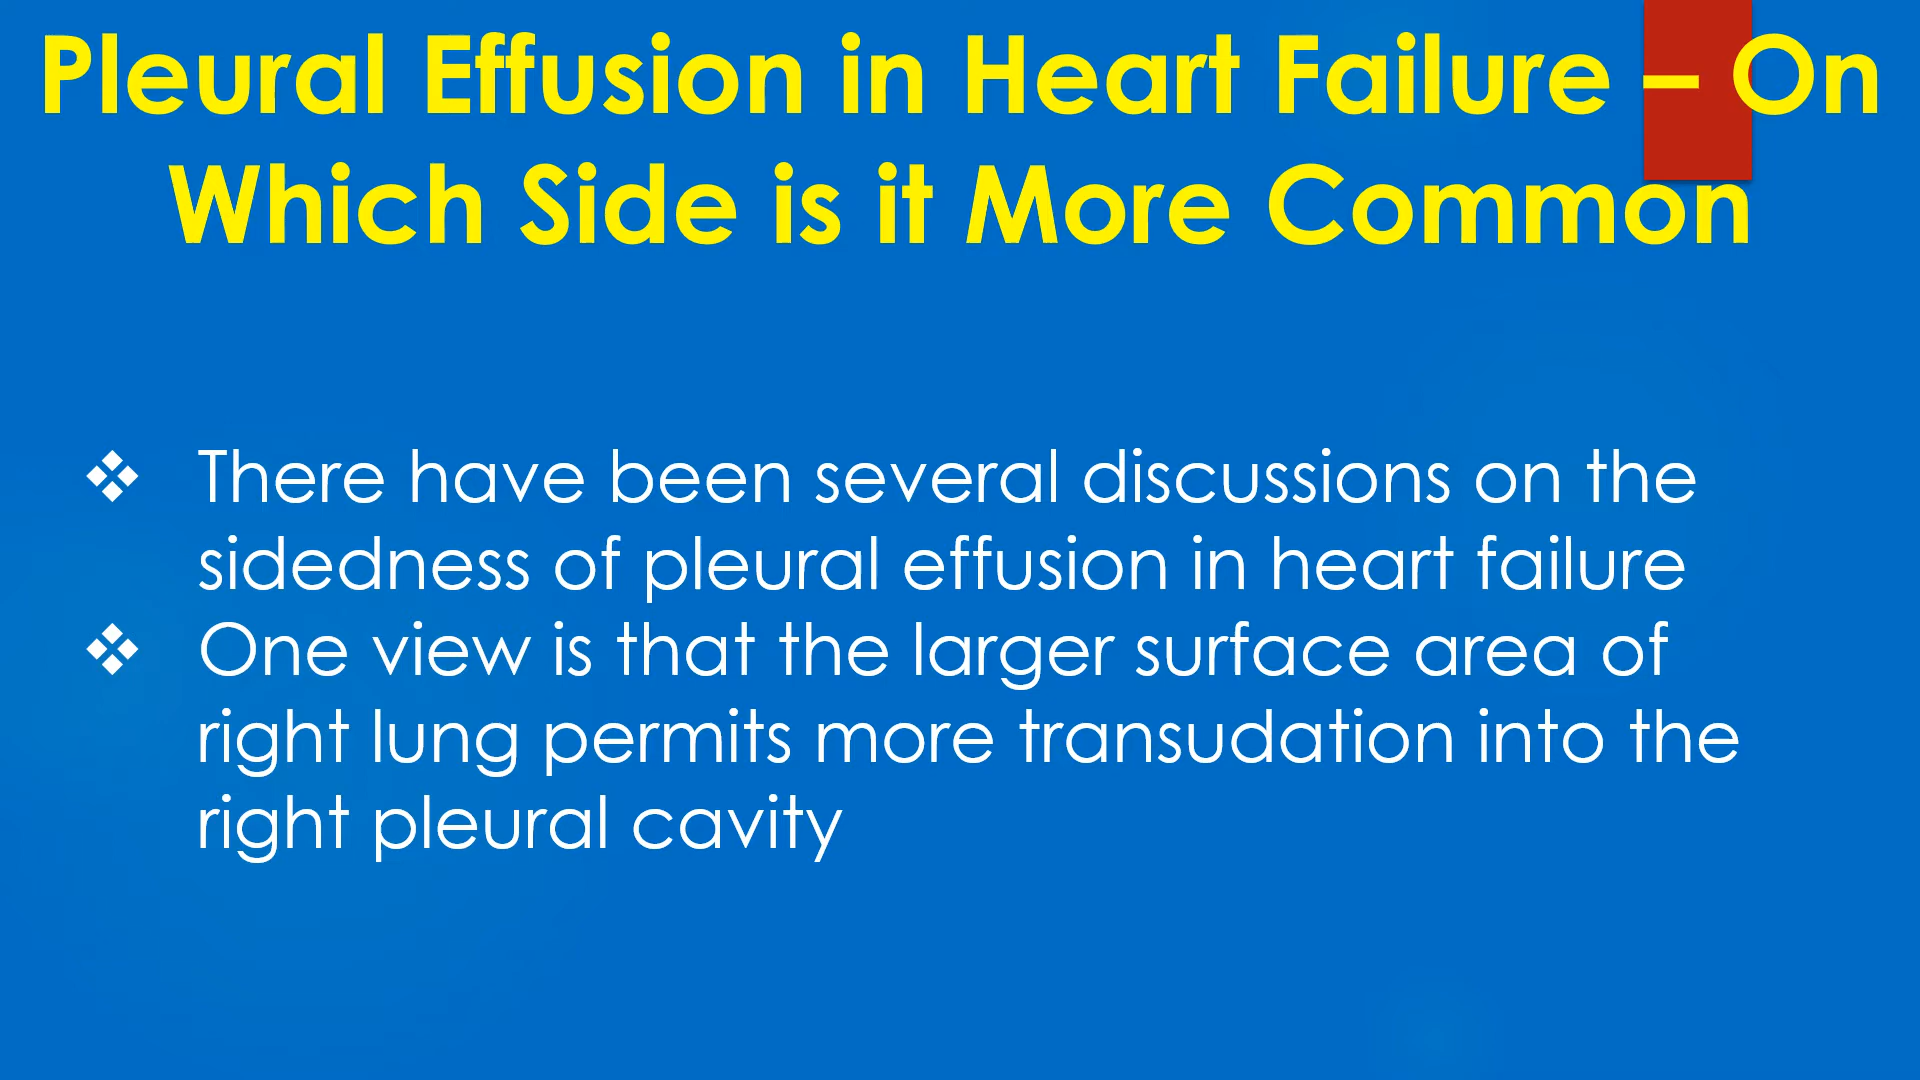 Pleural Effusion in Heart Failure – On
Which Side is it More Common
❖ There have been several discussions on the
sidedness of pleural effusion in heart failure
❖ One view is that the larger surface area of
right lung permits more transudation into the
right pleural cavity